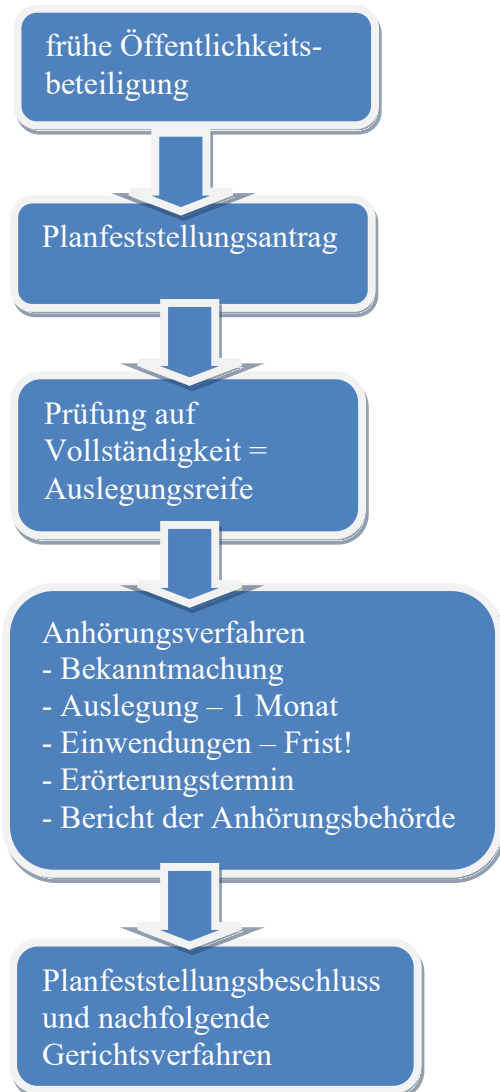 frühe Öffentlichkeits-
beteiligung
Planfeststellungsantrag
Prüfung auf
Vollständigkeit =
Auslegungsreife
Anhörungsverfahren
- Bekanntmachung
- Auslegung – 1 Monat
- Einwendungen – Frist!
- Erörterungstermin
- Bericht der Anhörungsbehörde
Planfeststellungsbeschluss
und nachfolgende
Gerichtsverfahren